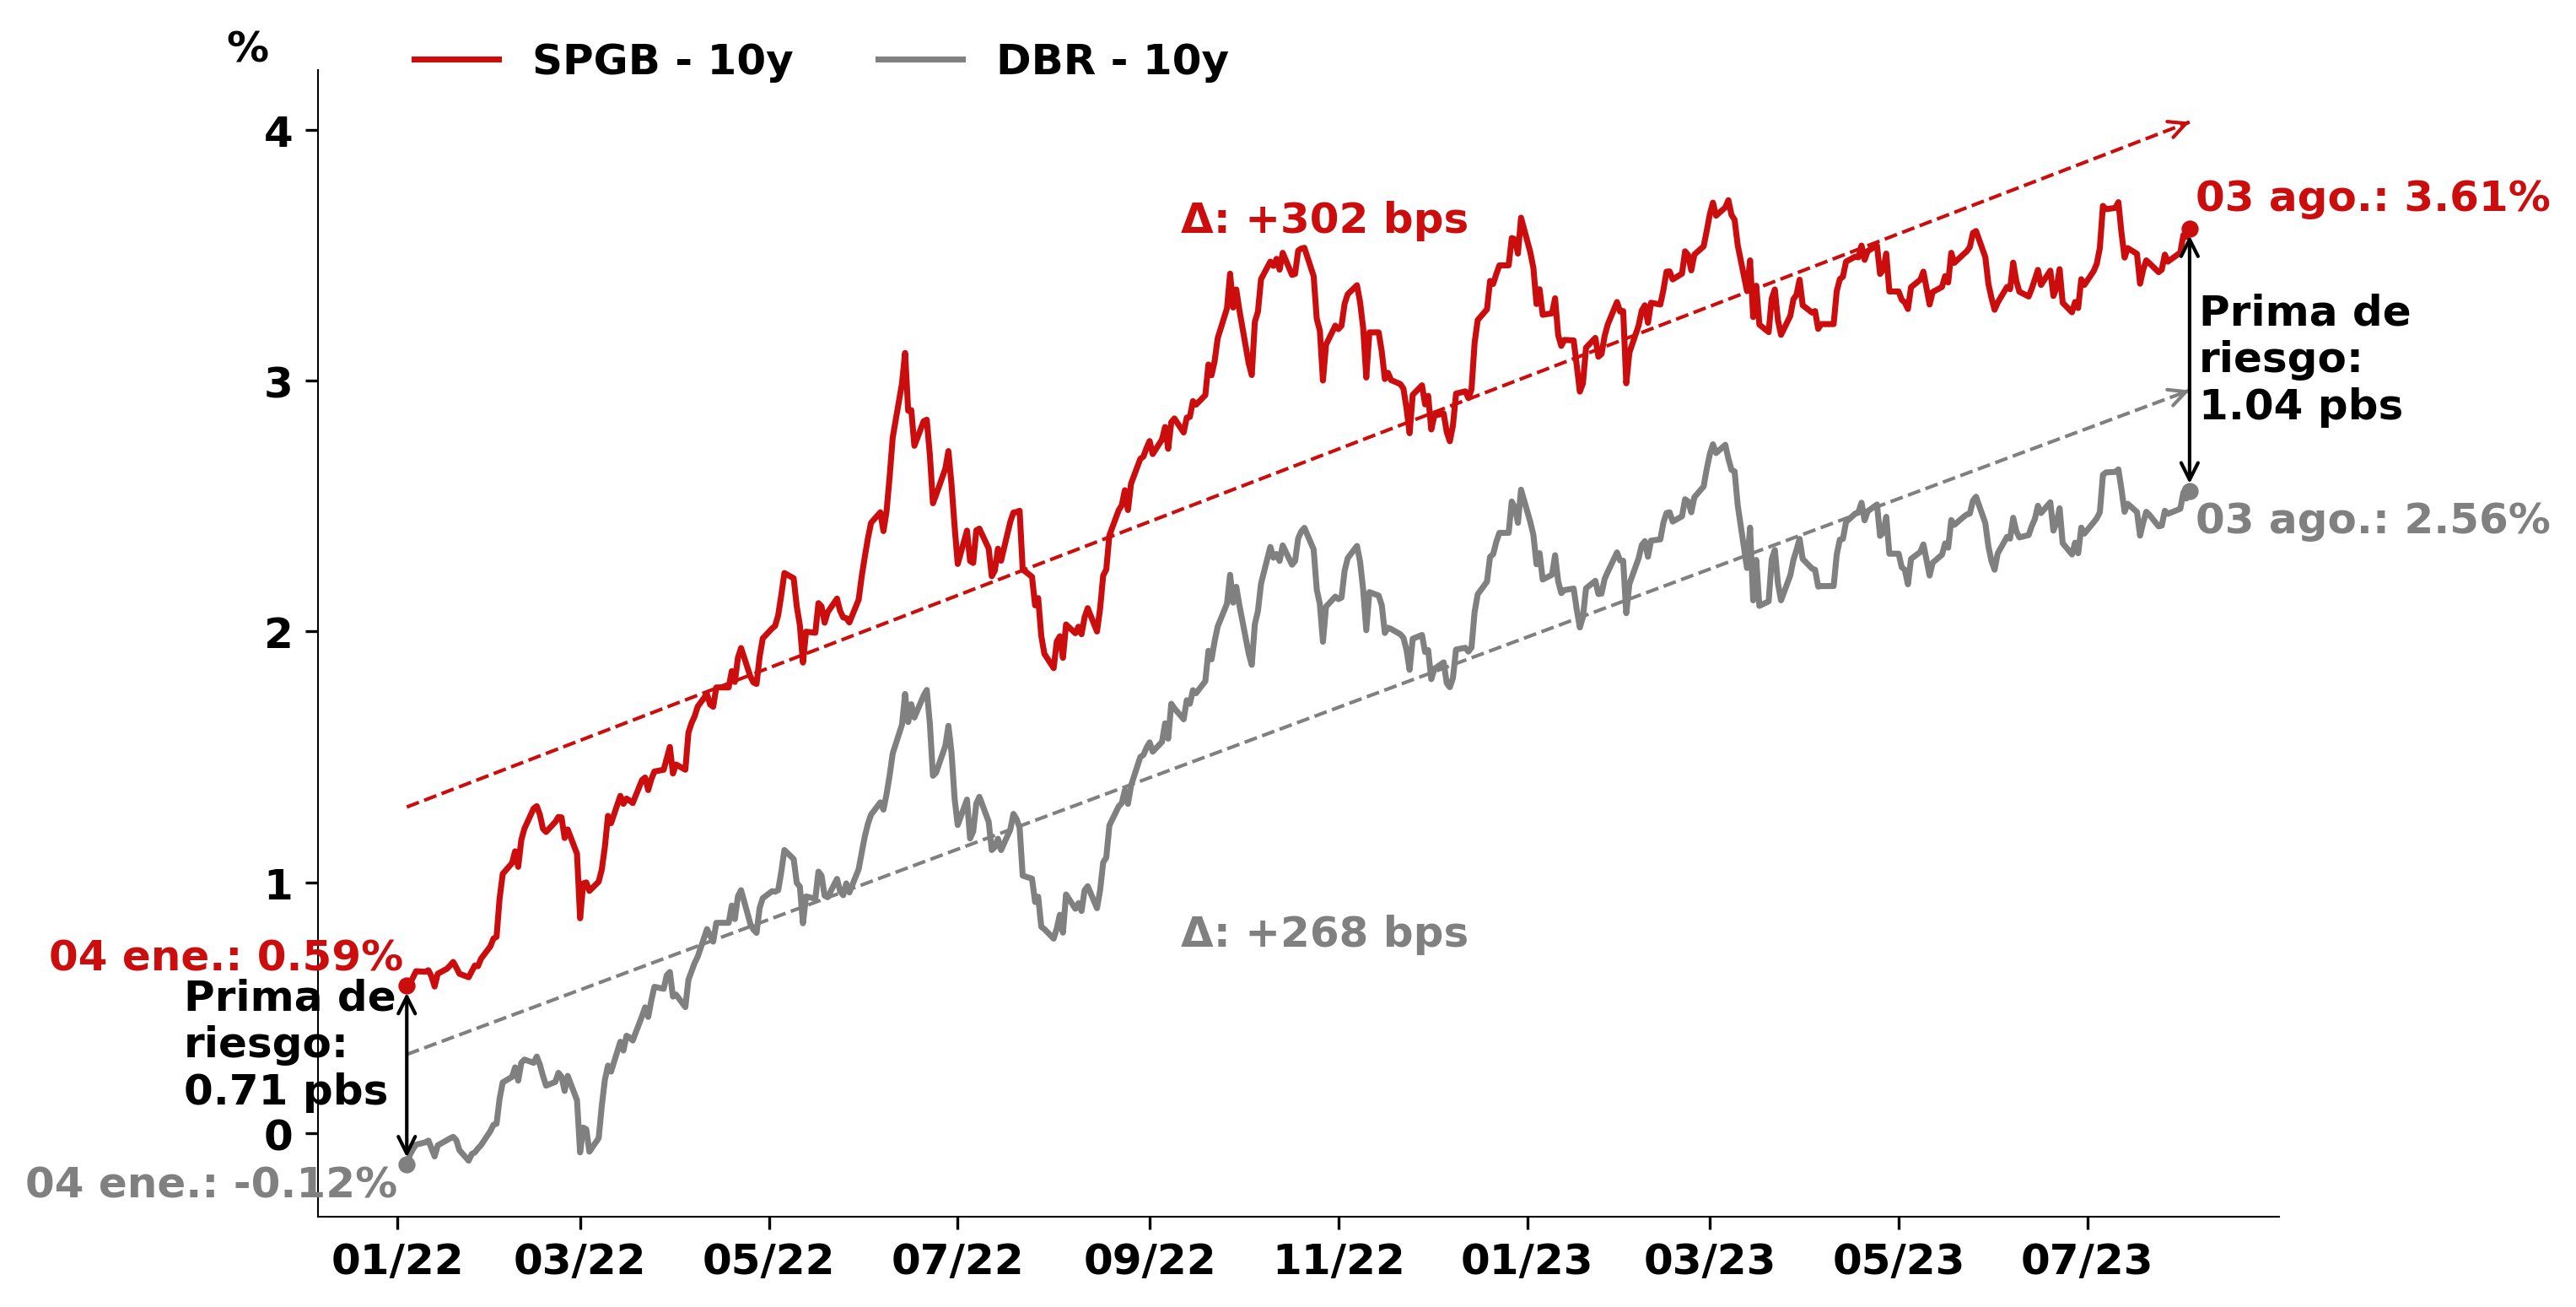 %
SPGB - 10y
DBR - 10y
4
3
2
1
0
Δ: +302 bps
03 ago.: 3.61%
Prima de
riesgo:
1.04 pbs
03 ago.: 2.56%
Δ: +268 bps
04 ene.: 0.59%
Prima de
riesgo:
0.71 pbs
04 ene.: -0.12%
01/22
03/22
05/22
07/22
09/22
11/22
01/23
03/23
05/23
07/23